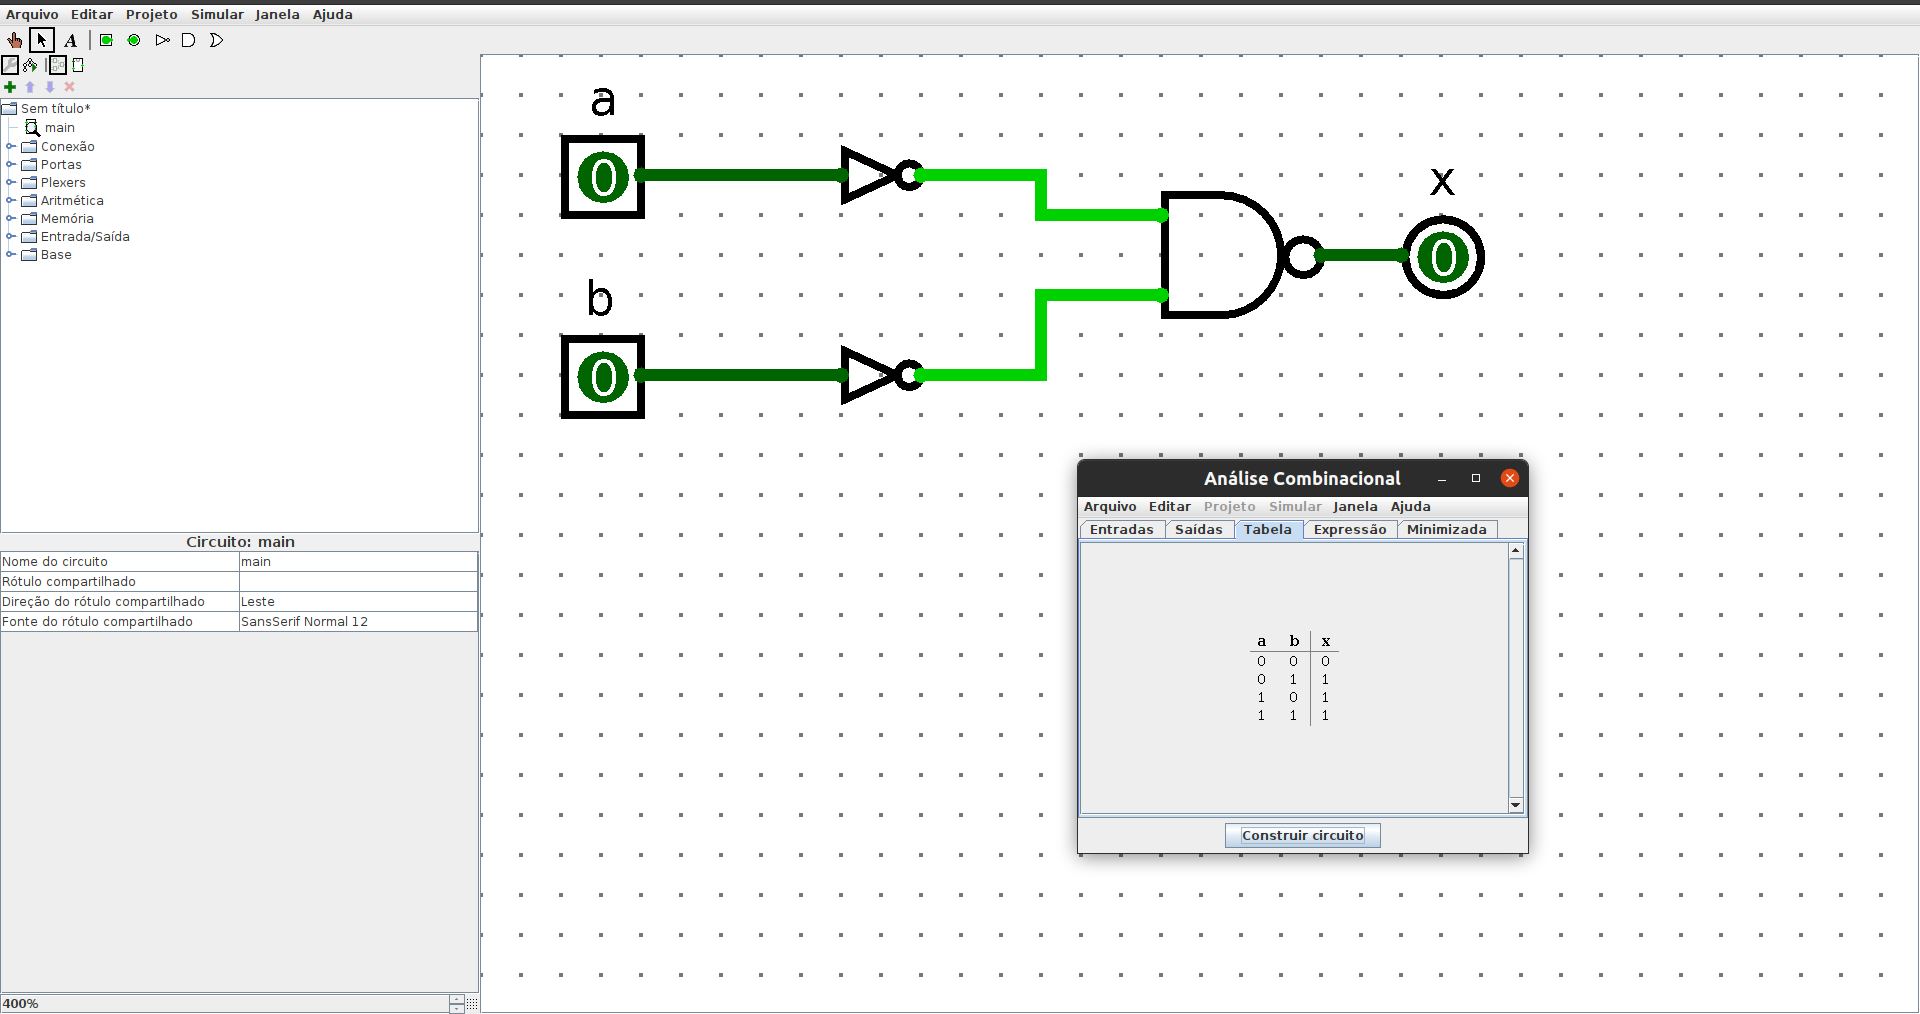 Arquivo Editar Projeto Simular Janela Ajuda
A
Sem título*
main
Conexão
Portas
Plexers
Aritmética
Memória
Entrada/Saída
Base
Circuito: main
Nome do circuito main
Rótulo compartilhado
Direção do rótulo compartilhado Leste
Fonte do rótulo compartilhado SansSerif Normal 12
400%
a
0
b
0
x
0
Análise Combinacional
Arquivo Editar Projeto Simular Janela Ajuda
Entradas Saídas Tabela Expressão Minimizada
a b x
0 0 0
0 1 1
1 0 1
1 1 1
Construir circuito